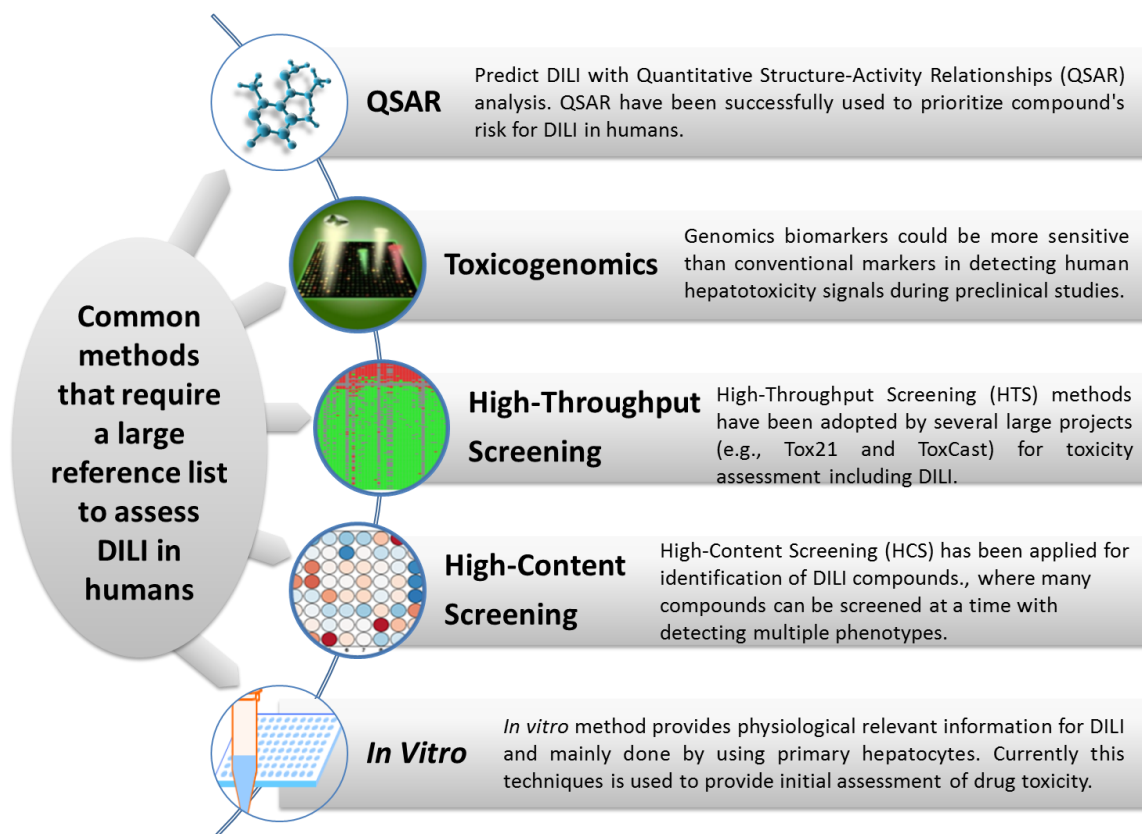 Common
methods
that require
a large
reference list
to assess
DILI in
humans
QSAR
Predict DILI with Quantitative Structure-Activity Relationships (QSAR)
analysis. QSAR have been successfully used to prioritize compound's
risk for DILI in humans.
Toxicogenomics
Genomics biomarkers could be more sensitive
than conventional markers in detecting human
hepatotoxicity signals during preclinical studies.
High-Throughput
Screening
High-Throughput Screening (HTS) methods
have been adopted by several large projects
(e.g., Tox21 and ToxCast) for toxicity
assessment including DILI.
High-Content
Screening
High-Content Screening (HCS) has been applied for
identification of DILI compounds., where many
compounds can be screened at a time with
detecting multiple phenotypes.
In Vitro
In vitro method provides physiological relevant information for DILI
and mainly done by using primary hepatocytes. Currently this
techniques is used to provide initial assessment of drug toxicity.